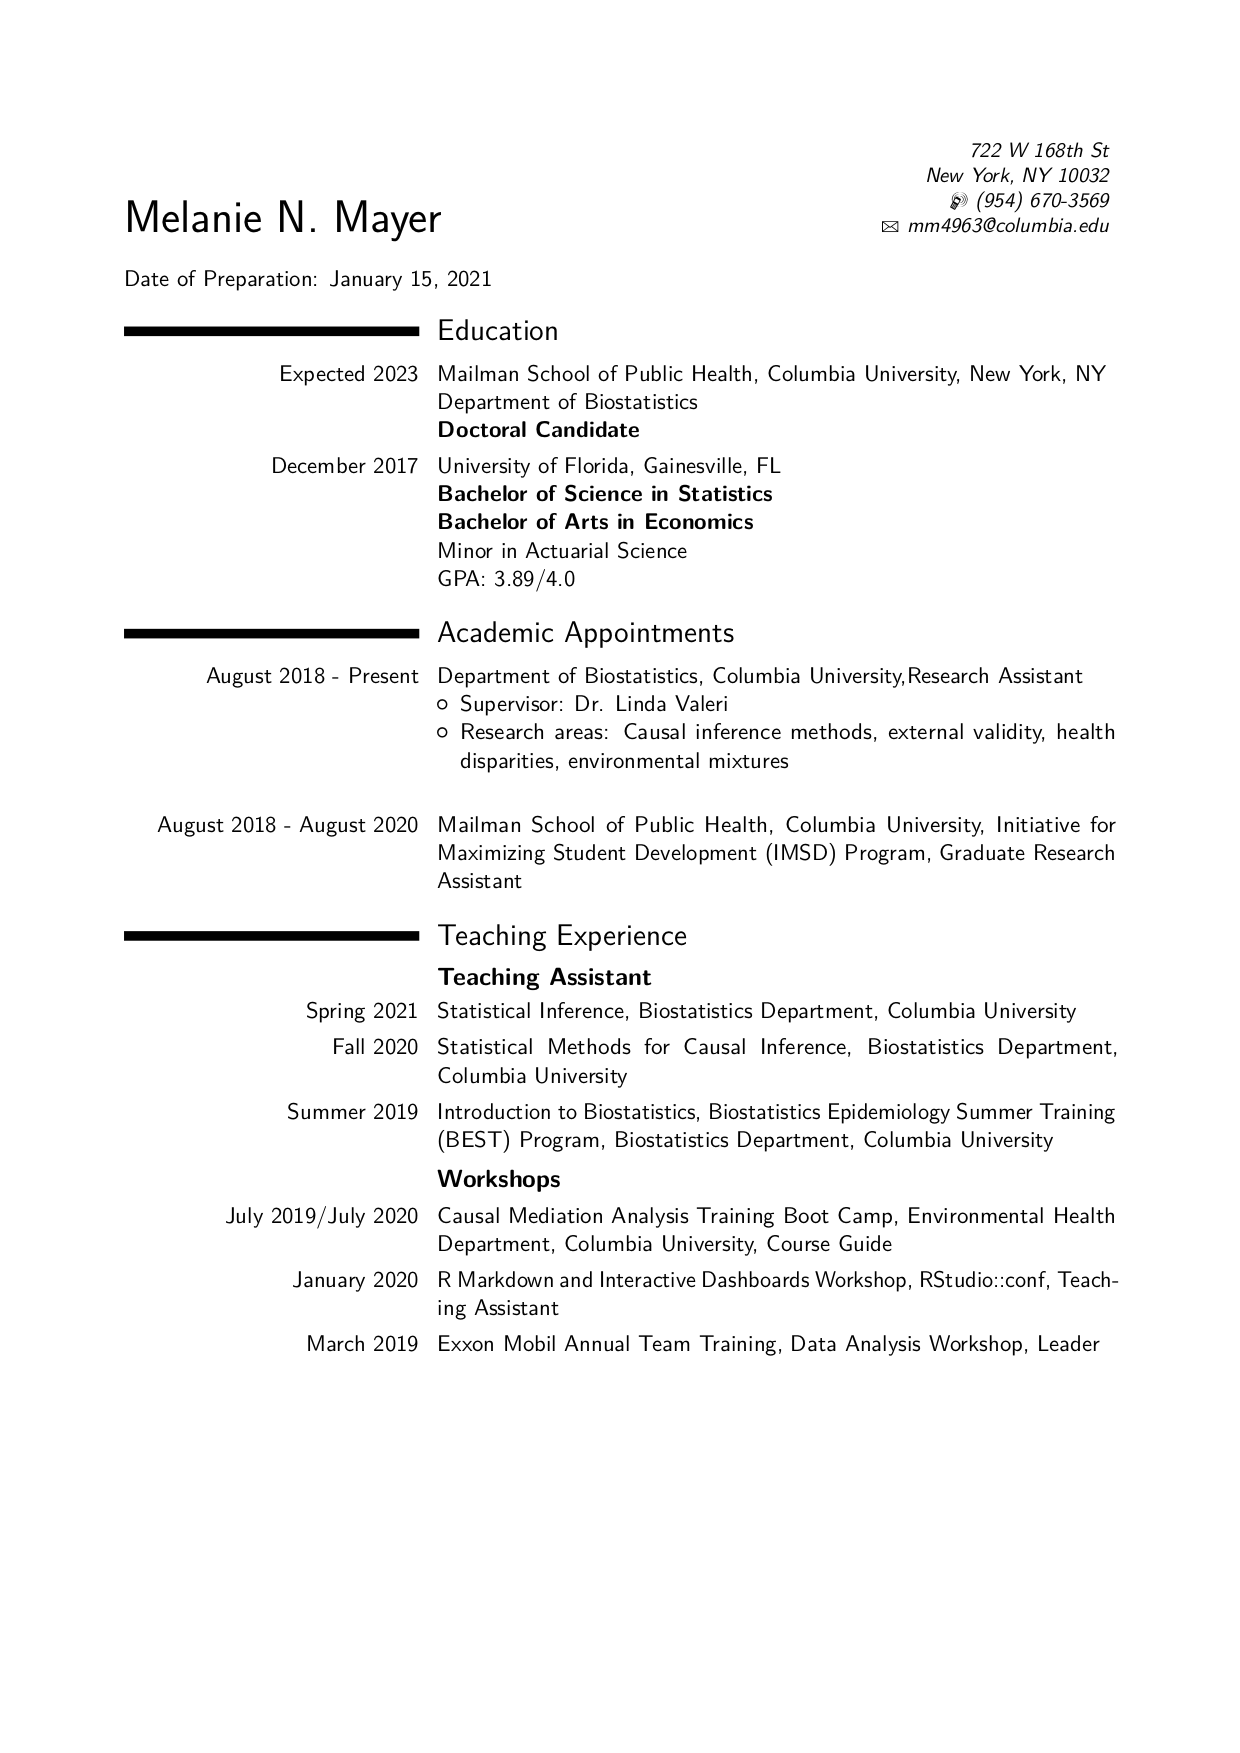 722 W 168th St
New York, NY 10032
(954) 670-3569
mm4963@columbia.edu
Melanie N. Mayer
Date of Preparation: January 15, 2021
Education
Expected 2023 Mailman School of Public Health, Columbia University, New York, NY
Department of Biostatistics
Doctoral Candidate
December 2017 University of Florida, Gainesville, FL
Bachelor of Science in Statistics
Bachelor of Arts in Economics
Minor in Actuarial Science
GPA: 3.89/4.0
Academic Appointments
August 2018 - Present Department of Biostatistics, Columbia University,Research Assistant
Supervisor: Dr. Linda Valeri
Research areas: Causal inference methods, external validity, health
disparities, environmental mixtures
August 2018 - August 2020 Mailman School of Public Health, Columbia University, Initiative for
Maximizing Student Development (IMSD) Program, Graduate Research
Assistant
Teaching Experience
Teaching Assistant
Spring 2021 Statistical Inference, Biostatistics Department, Columbia University
Fall 2020 Statistical Methods for Causal Inference, Biostatistics Department,
Columbia University
Summer 2019 Introduction to Biostatistics, Biostatistics Epidemiology Summer Training
(BEST) Program, Biostatistics Department, Columbia University
Workshops
July 2019/July 2020 Causal Mediation Analysis Training Boot Camp, Environmental Health
Department, Columbia University, Course Guide
January 2020 R Markdown and Interactive Dashboards Workshop, RStudio::conf, Teach-
ing Assistant
March 2019 Exxon Mobil Annual Team Training, Data Analysis Workshop, Leader